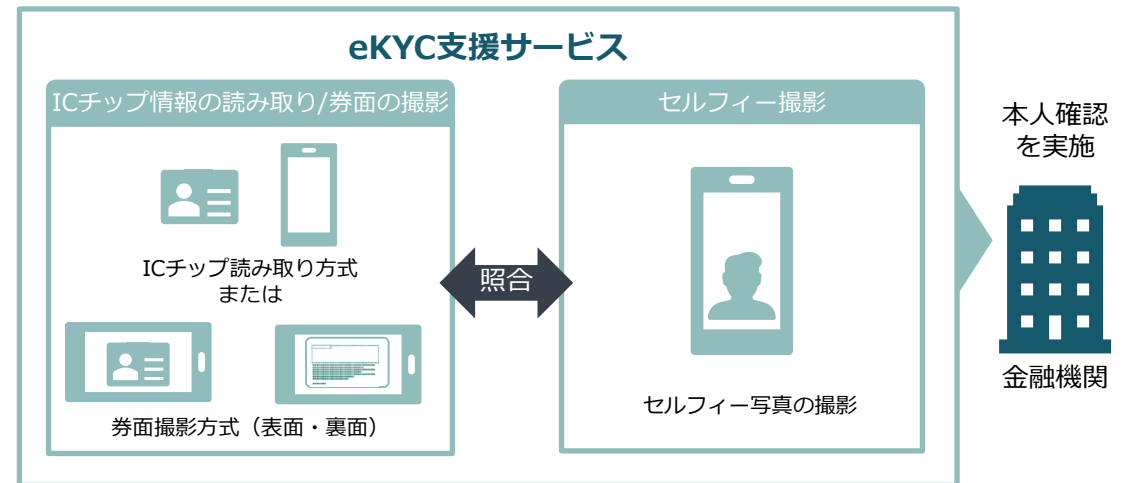 eKYC支援サービス
ICチップ情報の読み取り/券面の撮影
ICチップ読み取り方式
または
券面撮影方式（表面・裏面）
照合
セルフィー撮影
セルフィー写真の撮影
本人確認
を実施
金融機関